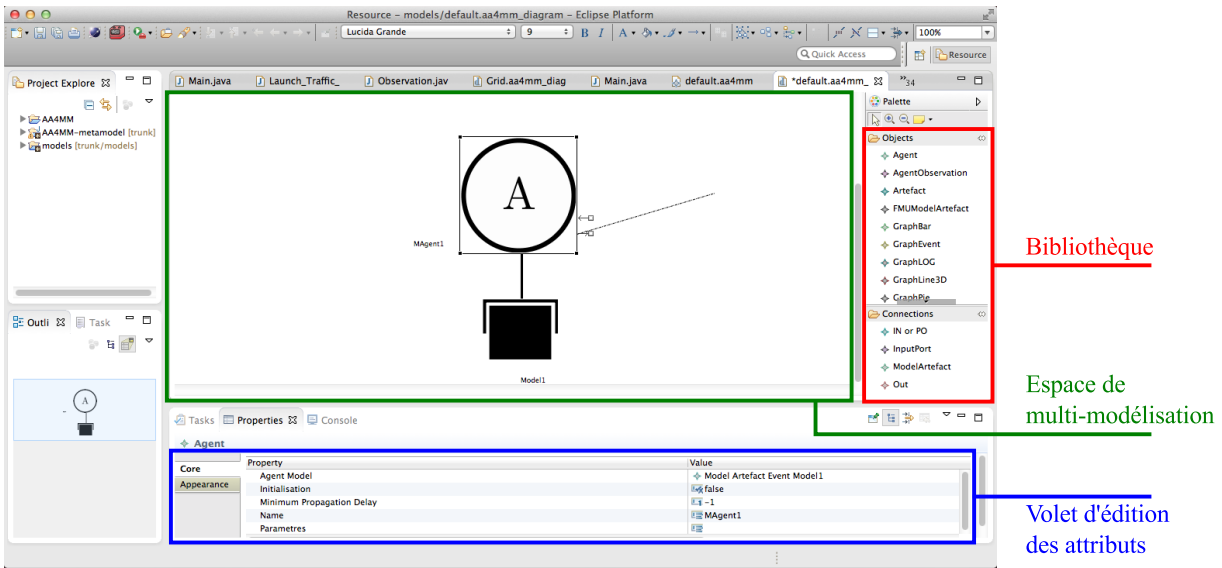 Resource – models/default.aa4mm_diagram – Eclipse Platform
Lucida Grande
9
B I A
100%
Quick Access
Resource
Project Explore
Main.java
Launch_Traffic_
Observation.jav
Grid.aa4mm_diag
Main.java
default.aa4mm
*default.aa4mm_
»34
AA4MM
AA4MM-metamodel [trunk]
models [trunk/models]
Palette
Objects
Agent
AgentObservation
Artefact
FMUModelArtefact
GraphBar
GraphEvent
GraphLOG
GraphLine3D
GraphPie
Connections
IN or PO
InputPort
ModelArtefact
Out
A
MAgent1
Model1
Bibliothèque
Espace de
multi-modélisation
Outli
Task
A
Tasks
Properties
Console
Agent
Core
Appearance
Property
Value
Agent Model
Model Artefact Event Model1
Initialisation
false
Minimum Propagation Delay
-1
Name
MAgent1
Parametres
Volet d'édition
des attributs